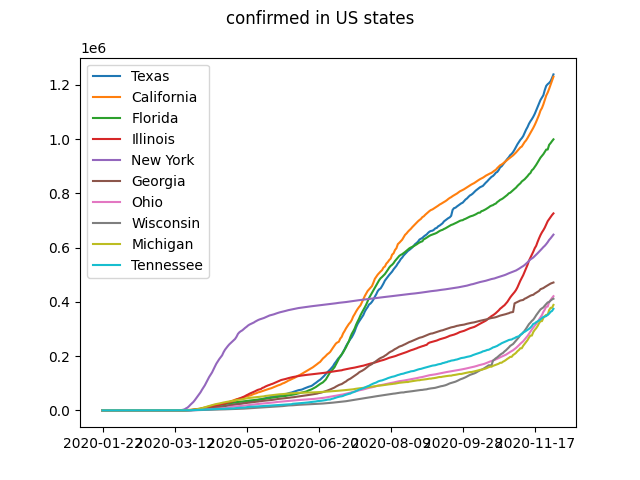 confirmed in US states
1e6
1.2
1.0
0.8
0.6
0.4
0.2
0.0
Texas
California
Florida
Illinois
New York
Georgia
Ohio
Wisconsin
Michigan
Tennessee
2020-01-22 2020-03-12 2020-05-01 2020-06-20 2020-08-09 2020-09-28 2020-11-17